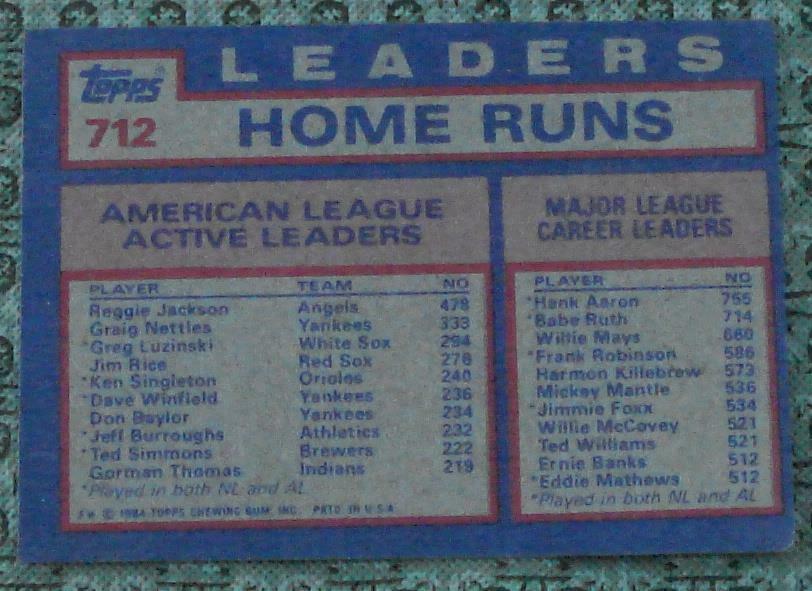 LEADERS
Topps®
712
HOME RUNS
AMERICAN LEAGUE
ACTIVE LEADERS
PLAYER TEAM NO
Reggie Jackson Angels 478
Graig Nettles Yankees 333
*Greg Luzinski White Sox 294
Jim Rice Red Sox 276
*Ken Singleton Orioles 240
*Dave Winfield Yankees 236
Don Baylor Yankees 234
*Jeff Burroughs Athletics 232
*Ted Simmons Brewers 222
Gorman Thomas Indians 219
*Played in both NL and AL
© 1984 TOPPS CHEWING GUM, INC. PRTD. IN U.S.A.
MAJOR LEAGUE
CAREER LEADERS
PLAYER NO
*Hank Aaron 755
*Babe Ruth 714
Willie Mays 660
*Frank Robinson 586
Harmon Killebrew 573
Mickey Mantle 536
*Jimmie Foxx 534
Willie McCovey 521
Ted Williams 521
Ernie Banks 512
*Eddie Mathews 512
*Played in both NL and AL